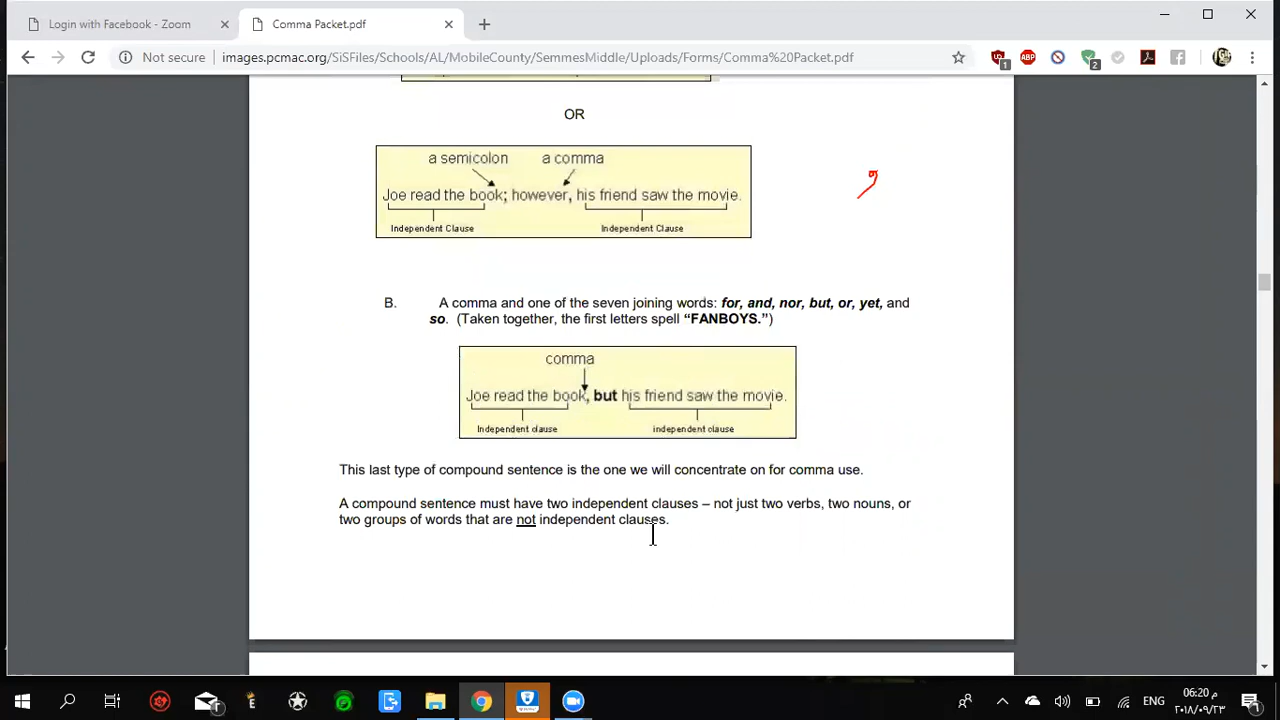 Login with Facebook - Zoom
Comma Packet.pdf
Not secure
images.pcmac.org/SiSFiles/Schools/AL/MobileCounty/SemmesMiddle/Uploads/Forms/Comma%20Packet.pdf
1
ABP
2
OR
a semicolon a comma
Joe read the book; however, his friend saw the movie.
Independent Clause Independent Clause
B. A comma and one of the seven joining words: for, and, nor, but, or, yet, and
so. (Taken together, the first letters spell “FANBOYS.”)
comma
Joe read the book, but his friend saw the movie.
Independent clause independent clause
This last type of compound sentence is the one we will concentrate on for comma use.
A compound sentence must have two independent clauses – not just two verbs, two nouns, or
two groups of words that are not independent clauses.
ENG
06:20 م
٢٠١٨/٠٩/٢٣